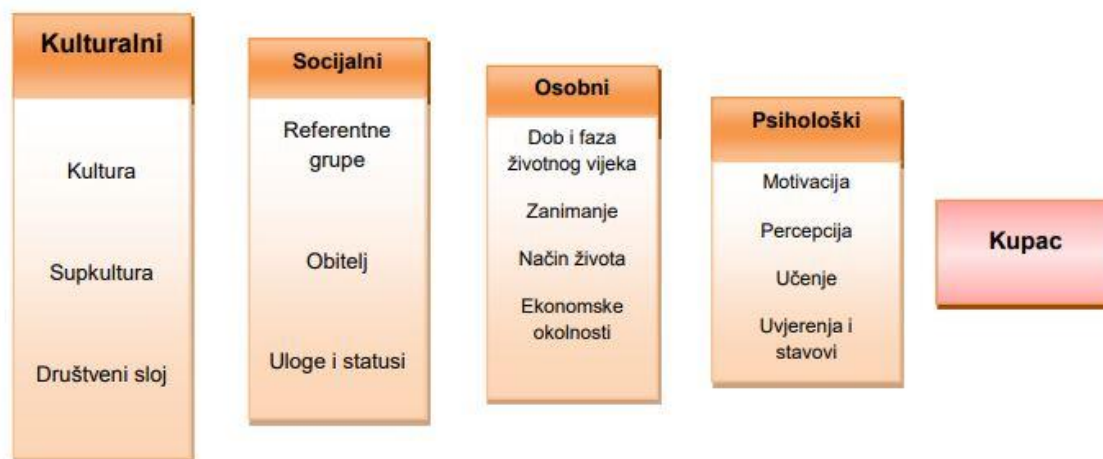 Kulturalni
Kultura
Supkultura
Društveni sloj
Socijalni
Referentne
grupe
Obitelj
Uloge i statusi
Osobni
Dob i faza
životnog vijeka
Zanimanje
Način života
Ekonomske
okolnosti
Psihološki
Motivacija
Percepcija
Učenje
Uvjerenja i
stavovi
Kupac